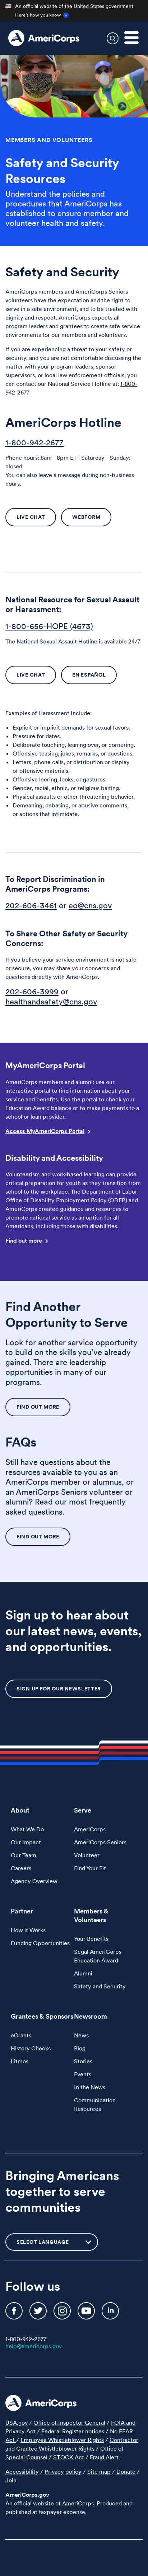 An official website of the United States government
Here's how you know
AmeriCorps
MEMBERS AND VOLUNTEERS
Safety and Security
Resources
Understand the policies and
procedures that AmeriCorps has
established to ensure member and
volunteer health and safety.
Safety and Security
AmeriCorps members and AmeriCorps Seniors
volunteers have the expectation and the right to
serve in a safe environment, and to be treated with
dignity and respect. AmeriCorps expects all
program leaders and grantees to create safe service
environments for our members and volunteers.
If you are experiencing a threat to your safety or
security, and you and not comfortable discussing the
matter with your program leaders, sponsor
supervisors, or local law enforcement officials, you
can contact our National Service Hotline at: 1-800-
942-2677
AmeriCorps Hotline
1-800-942-2677
Phone hours: 8am - 8pm ET | Saturday - Sunday:
closed
You can also leave a message during non-business
hours.
LIVE CHAT
WEBFORM
National Resource for Sexual Assault
or Harassment:
1-800-656-HOPE (4673)
The National Sexual Assault Hotline is available 24/7
LIVE CHAT
EN ESPAÑOL
Examples of Harassment Include:
• Explicit or implicit demands for sexual favors.
• Pressure for dates.
• Deliberate touching, leaning over, or cornering.
• Offensive teasing, jokes, remarks, or questions.
• Letters, phone calls, or distribution or display
of offensive materials.
• Offensive leering, looks, or gestures.
• Gender, racial, ethnic, or religious baiting.
• Physical assaults or other threatening behavior.
• Demeaning, debasing, or abusive comments,
or actions that intimidate.
To Report Discrimination in
AmeriCorps Programs:
202-606-3461 or eo@cns.gov
To Share Other Safety or Security
Concerns:
If you believe your service environment is not safe
or secure, you may share your concerns and
questions directly with AmeriCorps.
202-606-3999 or
healthandsafety@cns.gov
MyAmeriCorps Portal
AmeriCorps members and alumni: use our
interactive portal to find information about your
service and its benefits. Use the portal to check your
Education Award balance or to make payments to a
school or loan provider.
Access MyAmeriCorps Portal >
Disability and Accessibility
Volunteerism and work-based learning can provide
critical preparation for youth as they transition from
school to the workplace. The Department of Labor
Office of Disability Employment Policy (ODEP) and
AmeriCorps created guidance and resources to
promote national service as an option for all
Americans, including those with disabilities.
Find out more >
Find Another
Opportunity to Serve
Look for another service opportunity
to build on the skills you've already
gained. There are leadership
opportunities in many of our
programs.
FIND OUT MORE
FAQs
Still have questions about the
resources available to you as an
AmeriCorps member or alumnus, or
an AmeriCorps Seniors volunteer or
alumni? Read our most frequently
asked questions.
FIND OUT MORE
Sign up to hear about
our latest news, events,
and opportunities.
SIGN UP FOR OUR NEWSLETTER
About
Serve
What We Do
AmeriCorps
Our Impact
AmeriCorps Seniors
Our Team
Volunteer
Careers
Find Your Fit
Agency Overview
Partner
Members &
Volunteers
How it Works
Your Benefits
Funding Opportunities
Segal AmeriCorps
Education Award
Alumni
Safety and Security
Grantees & Sponsors
Newsroom
eGrants
News
History Checks
Blog
Litmos
Stories
Events
In the News
Communication
Resources
Bringing Americans
together to serve
communities
SELECT LANGUAGE
Follow us
1-800-942-2677
help@americorps.gov
AmeriCorps
USA.gov / Office of Inspector General / FOIA and
Privacy Act / Federal Register notices / No FEAR
Act / Employee Whistleblower Rights / Contractor
and Grantee Whistleblower Rights / Office of
Special Counsel / STOCK Act / Fraud Alert
Accessibility / Privacy policy / Site map / Donate /
Join
AmeriCorps.gov
An official website of AmeriCorps. Produced and
published at taxpayer expense.